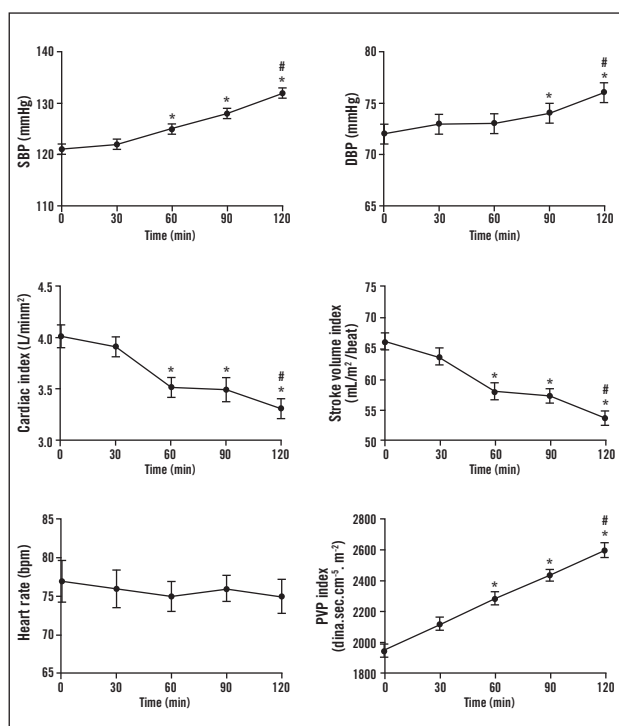 SBP (mmHg)
140
130
120
110
0 30 60 90 120
Time (min)
* * # *
DBP (mmHg)
80
75
70
65
0 30 60 90 120
Time (min)
* # *
Cardiac index (L/minm²)
4.5
4.0
3.5
3.0
0 30 60 90 120
Time (min)
* * # *
Stroke volume index
(mL/m²/beat)
75
70
65
60
55
50
0 30 60 90 120
Time (min)
* * # *
Heart rate (bpm)
85
80
75
70
65
0 30 60 90 120
Time (min)
PVP index
(dina.sec.cm⁻⁵. m⁻²)
2800
2600
2400
2200
2000
1800
0 30 60 90 120
Time (min)
* * # *